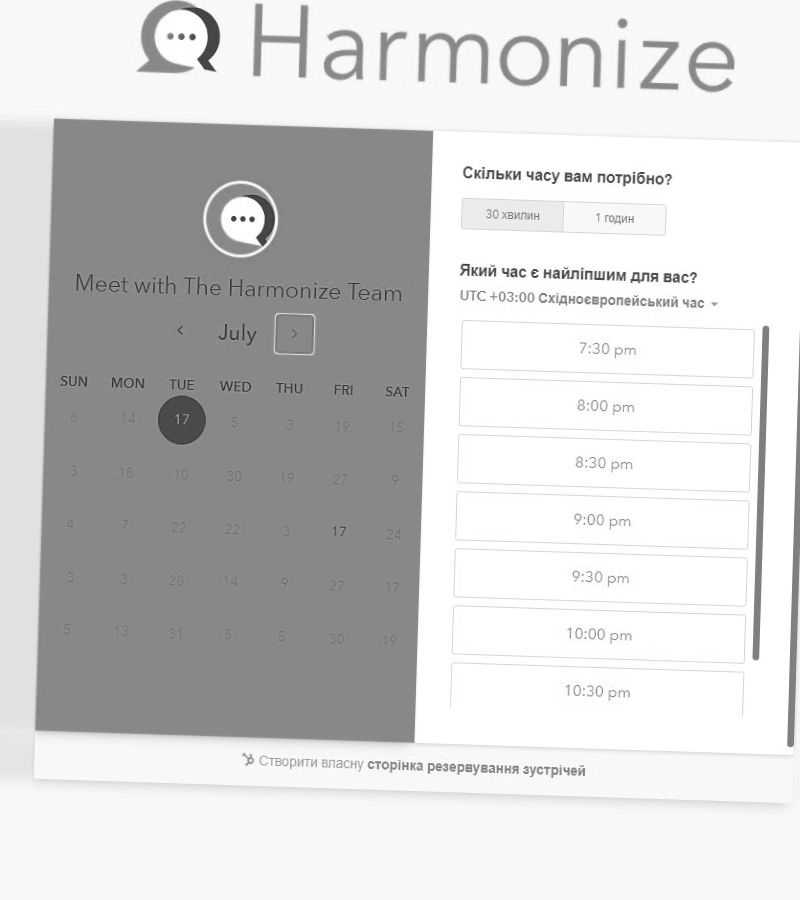 Harmonize
Meet with The Harmonize Team
July
SUN MON TUE WED THU FRI SAT
6 14 17 5 3 19 15
3 18 10 30 19 27 9
4 7 22 22 3 17 24
3 3 28 14 9 27 17
5 13 31 5 5 30 19
Скільки часу вам потрібно?
30 хвилин 1 годин
Який час є найліпшим для вас?
UTC +03:00 Східноєвропейський час
7:30 pm
8:00 pm
8:30 pm
9:00 pm
9:30 pm
10:00 pm
10:30 pm
Створити власну сторінка резервування зустрічей